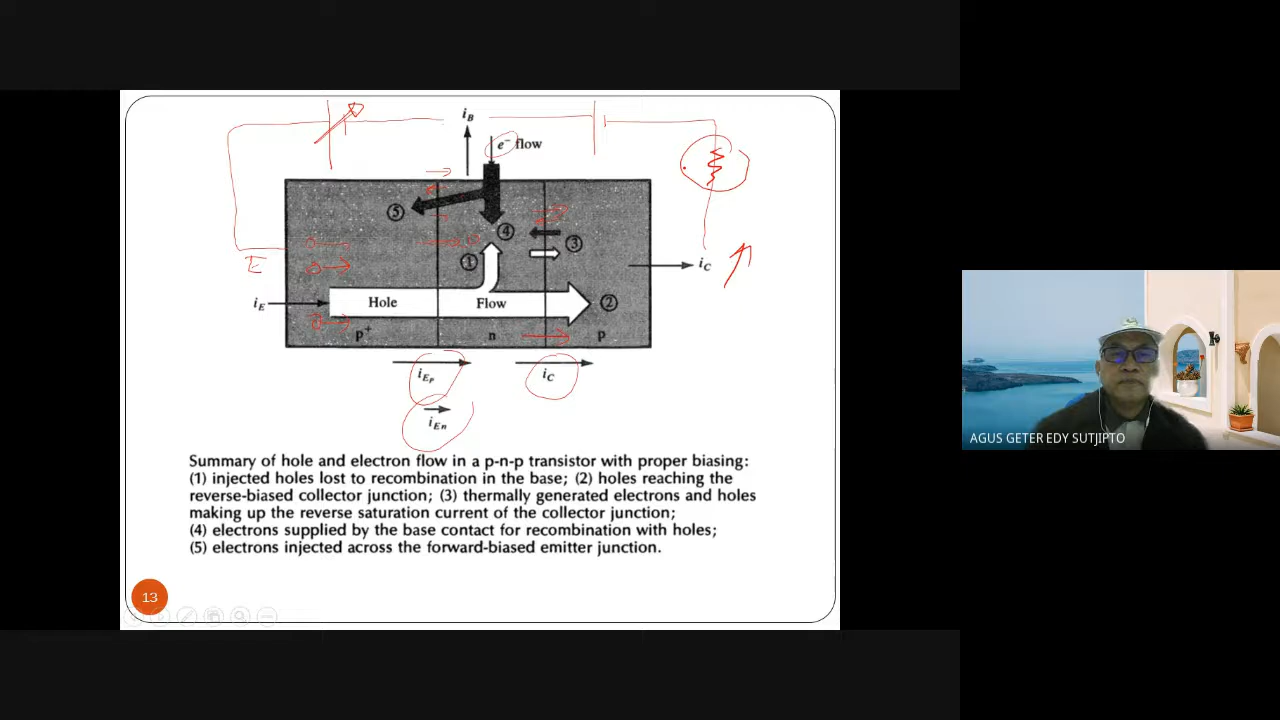 i_B
e⁻ flow
⑤
④
③
①
E
i_C
i_E
Hole
Flow
②
p⁺
n
p
i_Ep
i_C
i_En
Summary of hole and electron flow in a p-n-p transistor with proper biasing:
(1) injected holes lost to recombination in the base; (2) holes reaching the
reverse-biased collector junction; (3) thermally generated electrons and holes
making up the reverse saturation current of the collector junction;
(4) electrons supplied by the base contact for recombination with holes;
(5) electrons injected across the forward-biased emitter junction.
13
AGUS GETER EDY SUTJIPTO